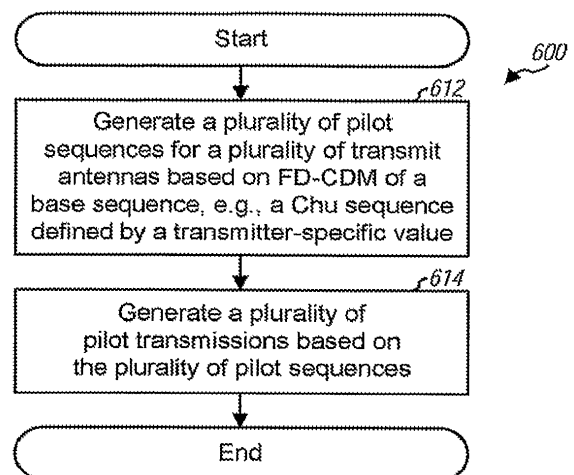 Start
600
612
Generate a plurality of pilot
sequences for a plurality of transmit
antennas based on FD-CDM of a
base sequence, e.g., a Chu sequence
defined by a transmitter-specific value
614
Generate a plurality of
pilot transmissions based on
the plurality of pilot sequences
End